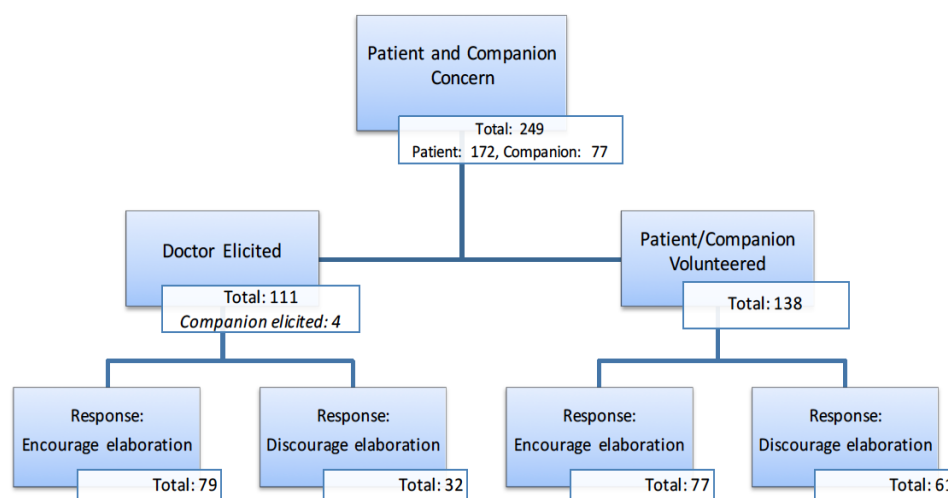 Patient and Companion
Concern
Total: 249
Patient: 172, Companion: 77
Doctor Elicited
Total: 111
Companion elicited: 4
Patient/Companion
Volunteered
Total: 138
Response:
Encourage elaboration
Total: 79
Response:
Discourage elaboration
Total: 32
Response:
Encourage elaboration
Total: 77
Response:
Discourage elaboration
Total: 61